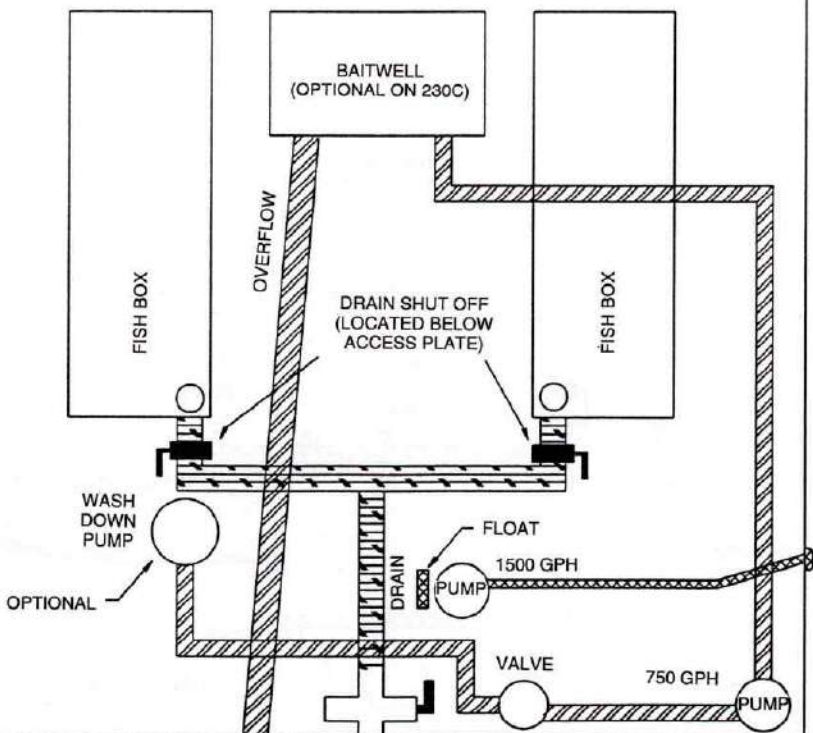 BAITWELL
(OPTIONAL ON 230C)
OVERFLOW
FISH BOX
FISH BOX
DRAIN SHUT OFF
(LOCATED BELOW
ACCESS PLATE)
WASH
DOWN
PUMP
OPTIONAL
DRAIN
FLOAT
1500 GPH
PUMP
VALVE
750 GPH
PUMP